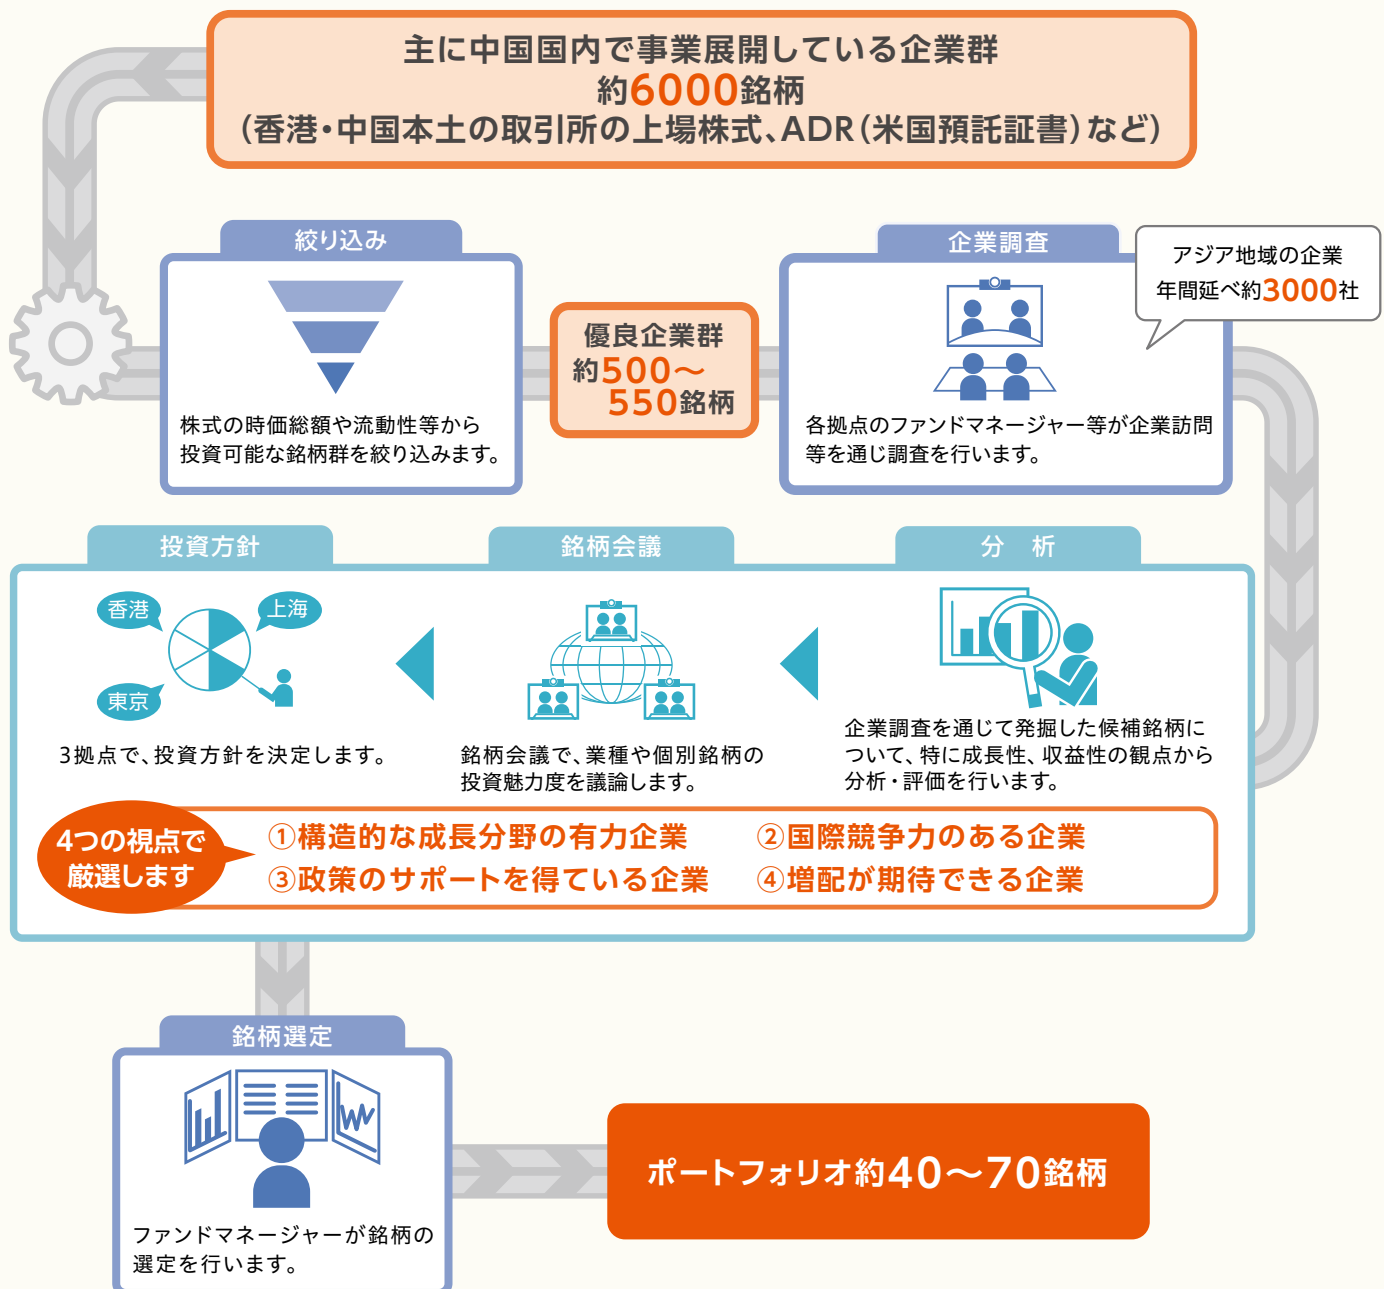 主に中国国内で事業展開している企業群
約6000銘柄
(香港・中国本土の取引所の上場株式、ADR(米国預託証書)など)
絞り込み
株式の時価総額や流動性等から
投資可能な銘柄群を絞り込みます。
優良企業群
約500〜
550銘柄
企業調査
アジア地域の企業
年間延べ約3000社
各拠点のファンドマネージャー等が企業訪問
等を通じ調査を行います。
分 析
企業調査を通じて発掘した候補銘柄に
ついて、特に成長性、収益性の観点から
分析・評価を行います。
銘柄会議
銘柄会議で、業種や個別銘柄の
投資魅力度を議論します。
投資方針
香港
上海
東京
3拠点で、投資方針を決定します。
4つの視点で
厳選します
①構造的な成長分野の有力企業
②国際競争力のある企業
③政策のサポートを得ている企業
④増配が期待できる企業
銘柄選定
ファンドマネージャーが銘柄の
選定を行います。
ポートフォリオ約40〜70銘柄